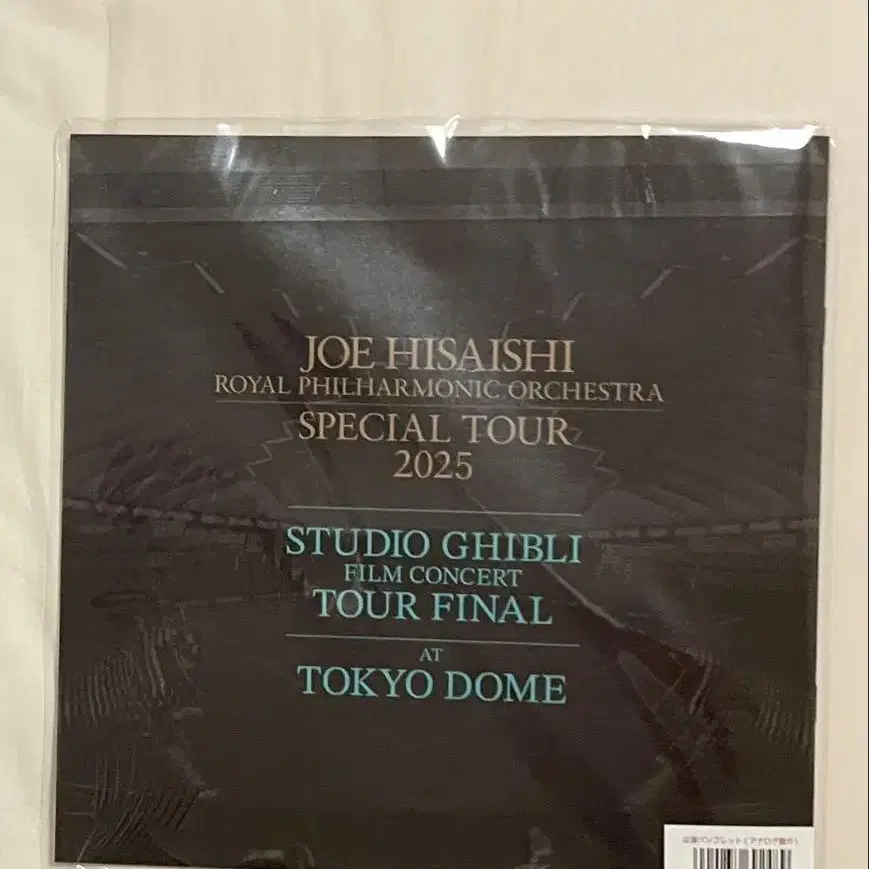 JOE HISAISHI
ROYAL PHILHARMONIC ORCHESTRA
SPECIAL TOUR
2025
STUDIO GHIBLI
FILM CONCERT
TOUR FINAL
AT
TOKYO DOME